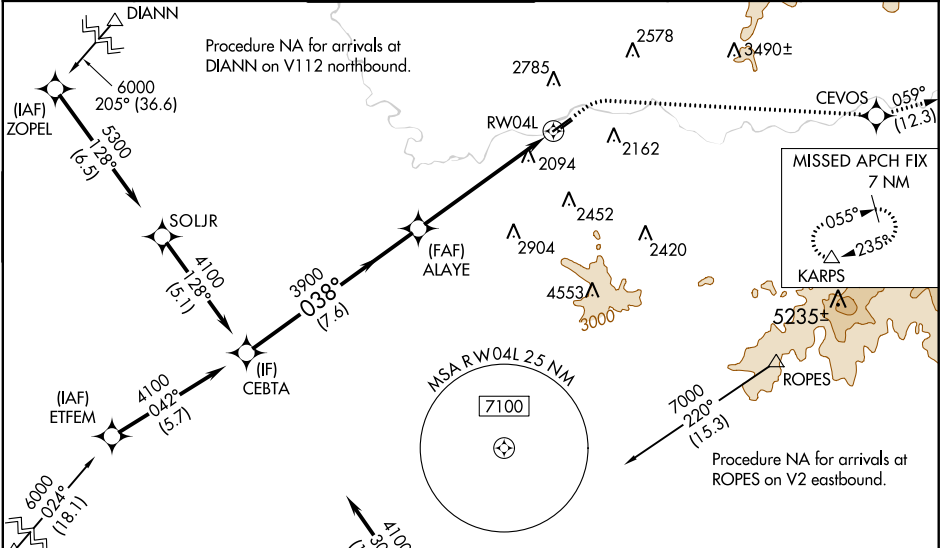 DIANN
Procedure NA for arrivals at
DIANN on V112 northbound.
2578
3490±
2785
6000
205° (36.6)
(IAF)
ZOPEL
CEVOS
059°
(12.3)
RW04L
5300
128°
(6.5)
2094
2162
MISSED APCH FIX
7 NM
055°
235°
KARPS
SOLJR
2452
2904
2420
(FAF)
ALAYE
4100
128°
(5.1)
3900
038°
(7.6)
4553
3000
5235±
(IF)
CEBTA
MSA RW04L 25 NM
7100
ROPES
(IAF)
ETFEM
4100
042°
(5.7)
7000
220°
(15.3)
Procedure NA for arrivals at
ROPES on V2 eastbound.
6000
024°
(18.1)
4100